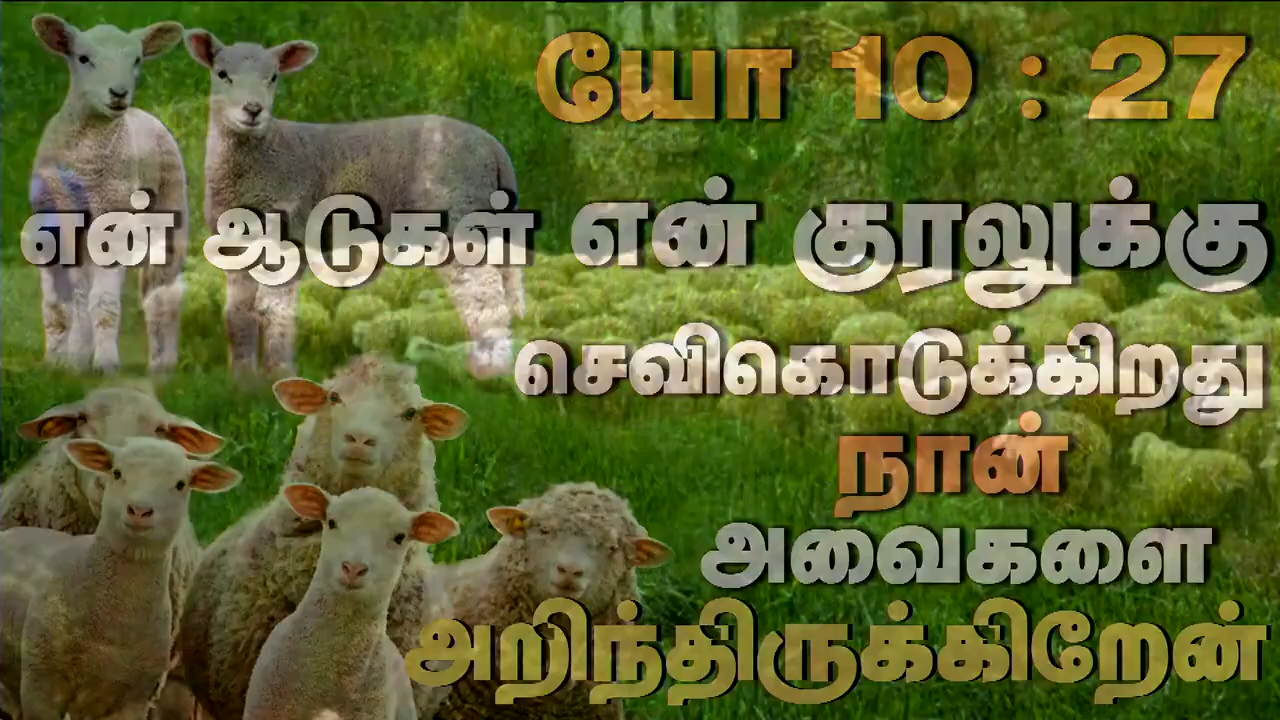 யோ 10 : 27
என் ஆடுகள் என் குரலுக்கு
செவிகொடுக்கிறது
நான்
அவைகளை
அறிந்திருக்கிறேன்